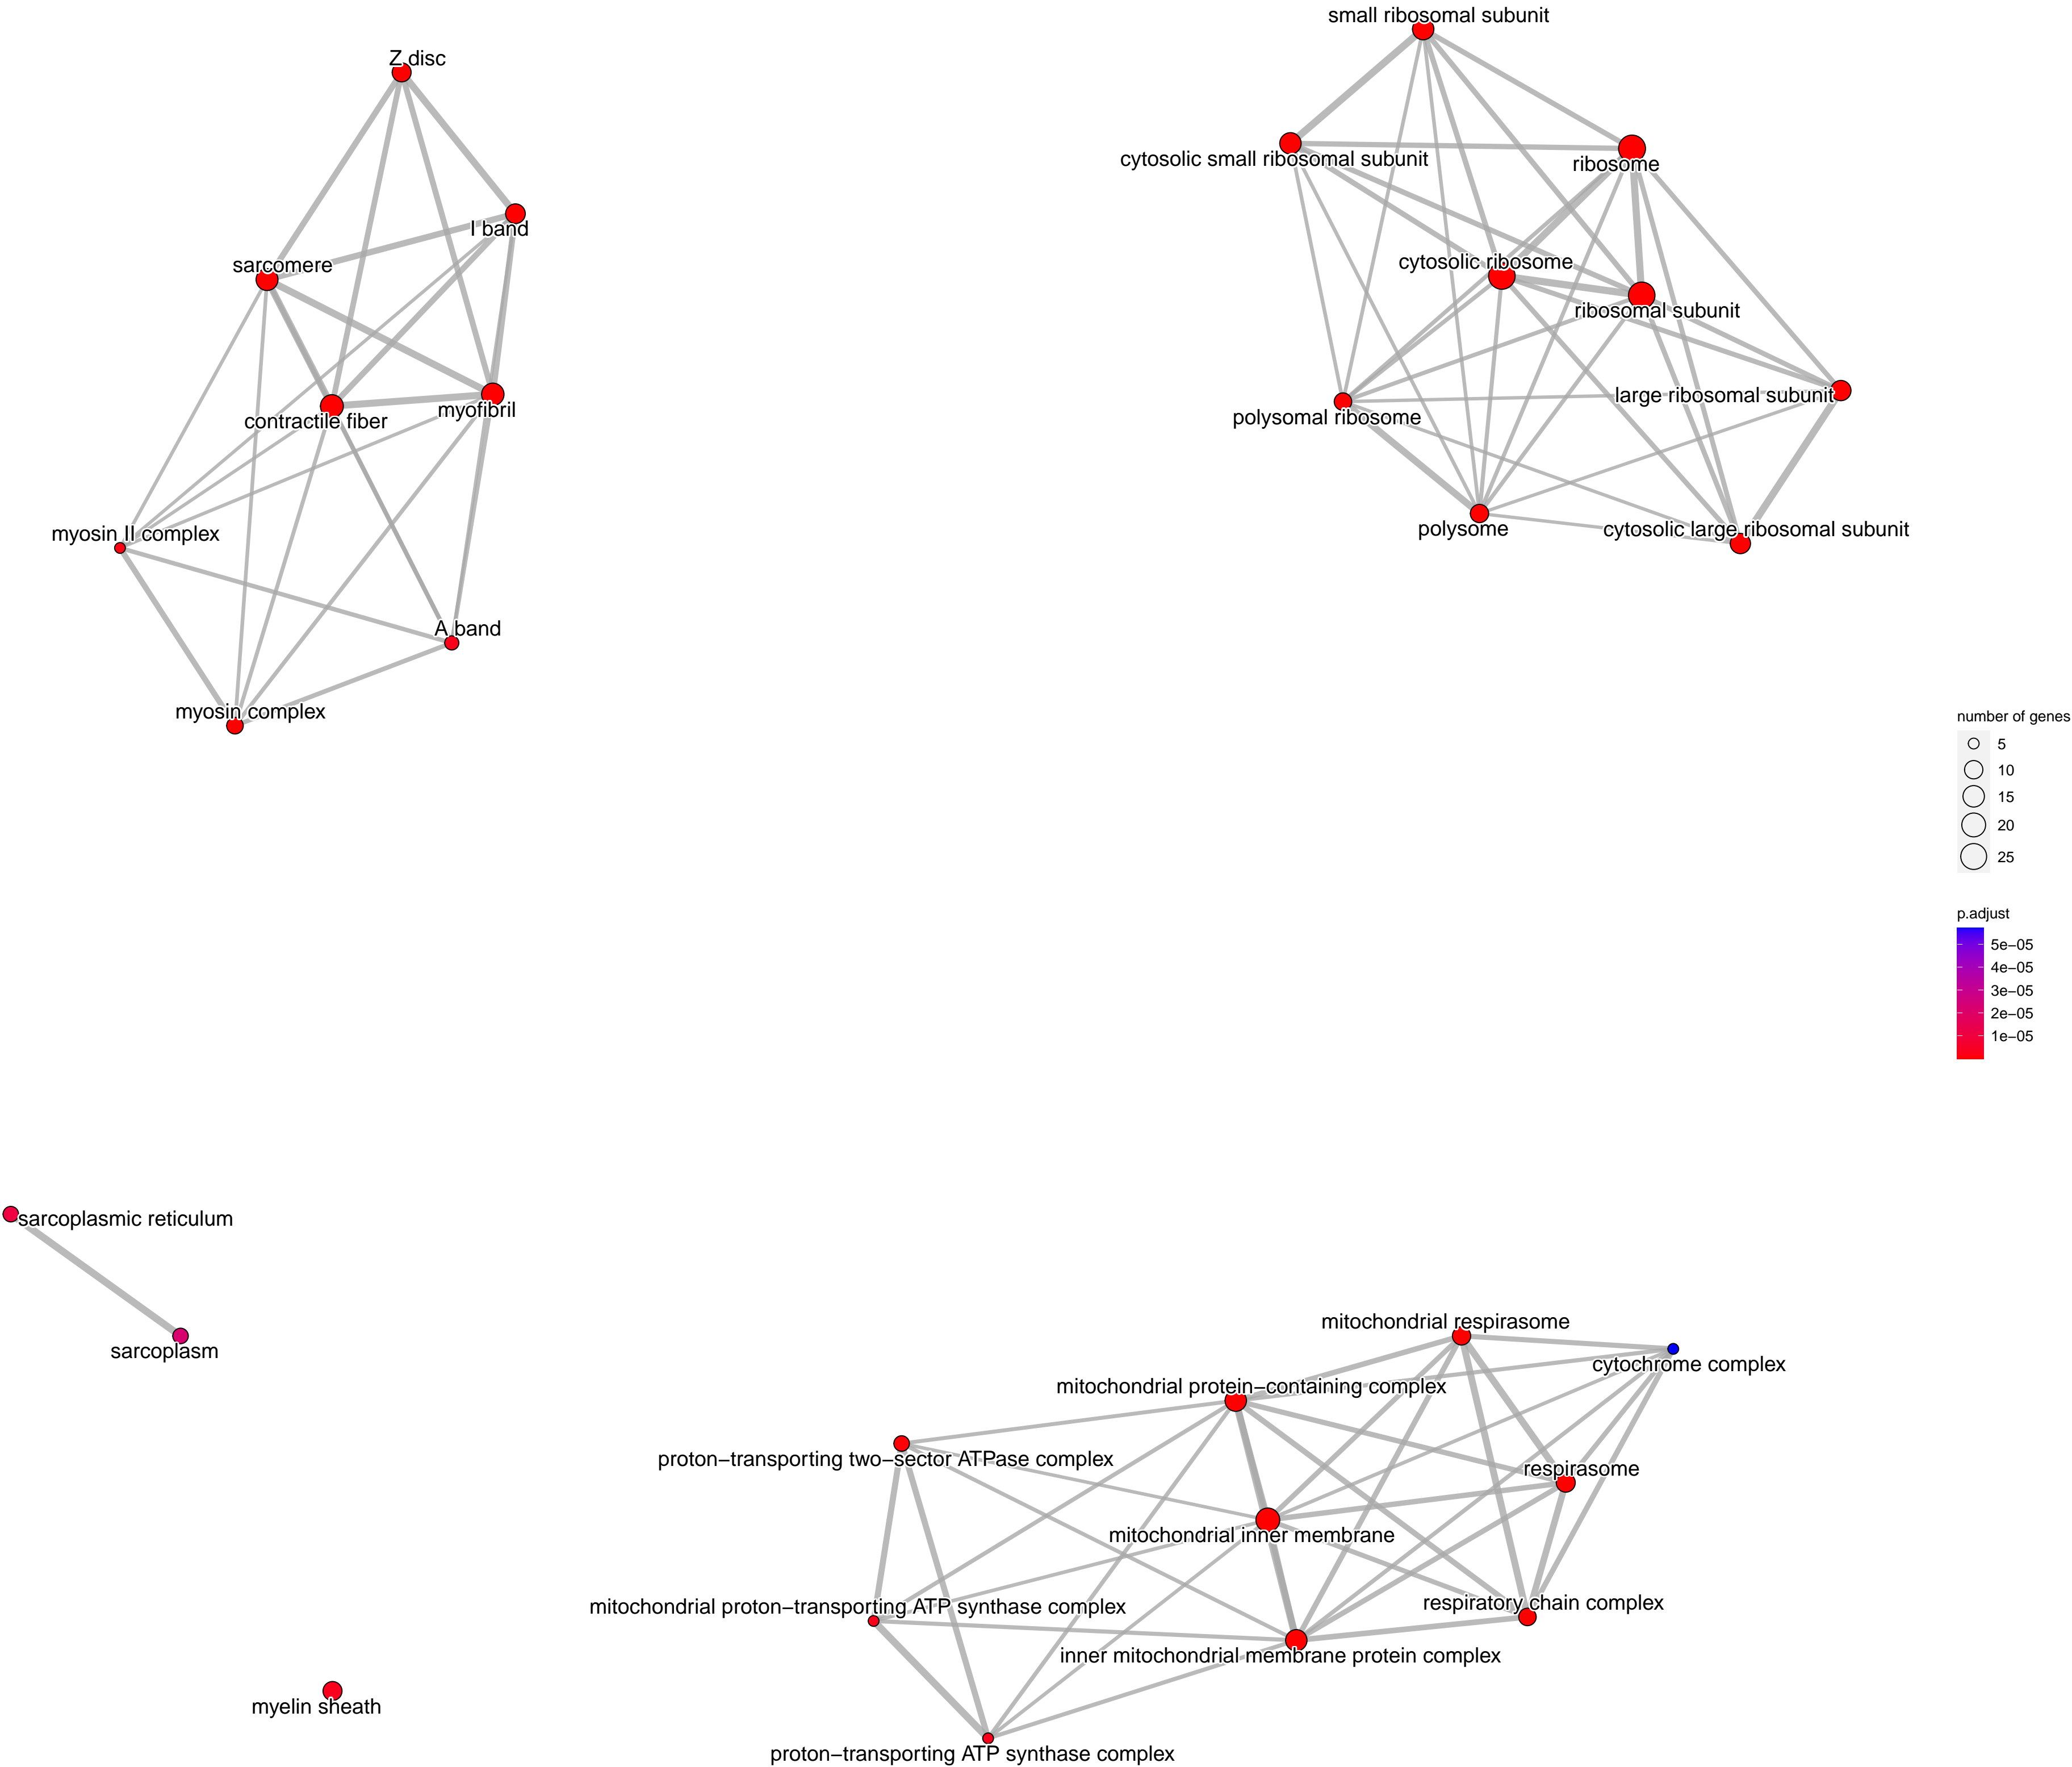 small ribosomal subunit
Z disc
cytosolic small ribosomal subunit
ribosome
I band
sarcomere
cytosolic ribosome
ribosomal subunit
large ribosomal subunit
contractile fiber
myofibril
polysomal ribosome
myosin II complex
polysome
cytosolic large ribosomal subunit
A band
myosin complex
number of genes
5
10
15
20
25
p.adjust
5e−05
4e−05
3e−05
2e−05
1e−05
sarcoplasmic reticulum
sarcoplasm
mitochondrial respirasome
cytochrome complex
mitochondrial protein−containing complex
proton−transporting two−sector ATPase complex
respirasome
mitochondrial inner membrane
mitochondrial proton−transporting ATP synthase complex
respiratory chain complex
inner mitochondrial membrane protein complex
myelin sheath
proton−transporting ATP synthase complex